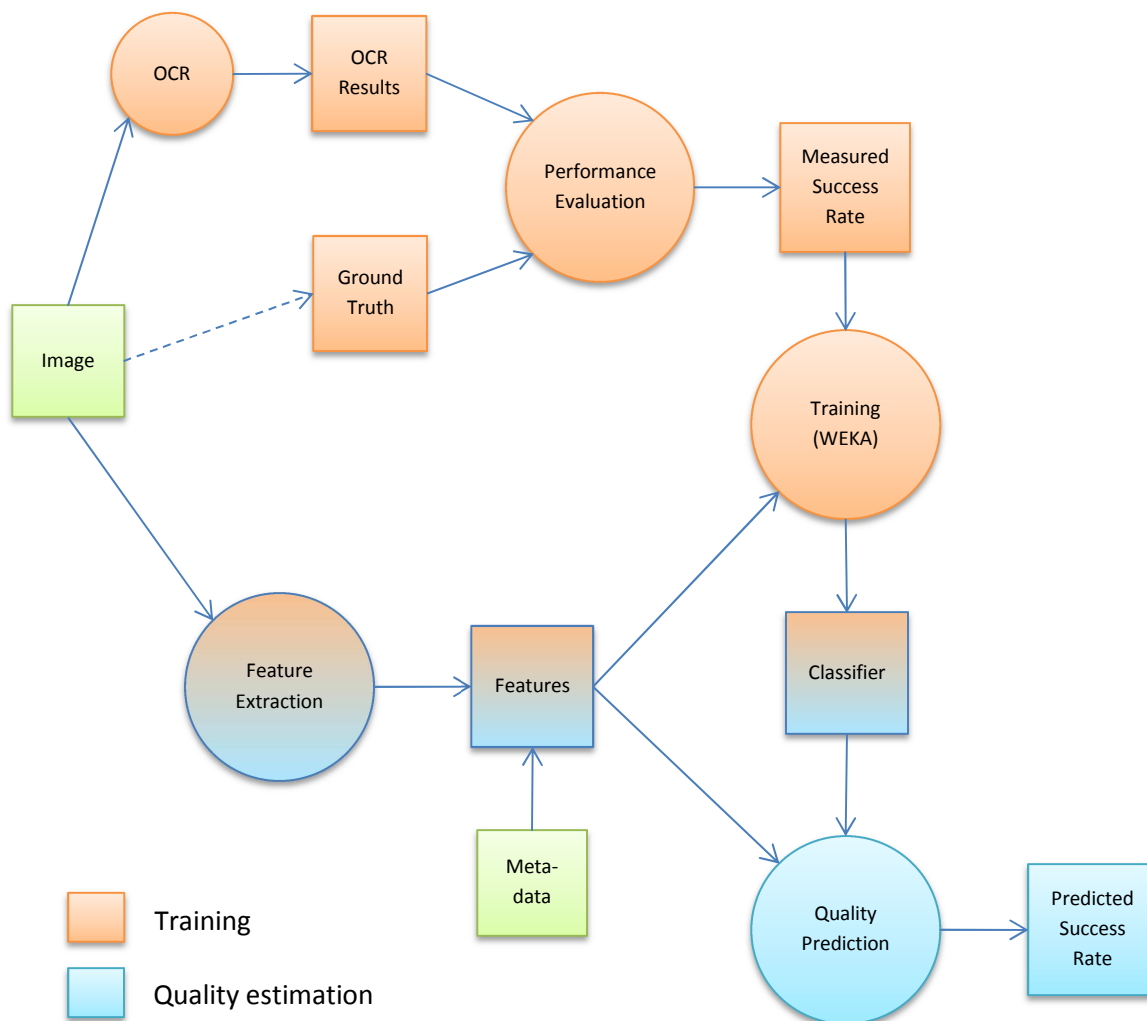 OCR
OCR
Results
Performance
Evaluation
Measured
Success
Rate
Ground
Truth
Image
Training
(WEKA)
Feature
Extraction
Features
Classifier
Meta-
data
Quality
Prediction
Predicted
Success
Rate
Training
Quality estimation